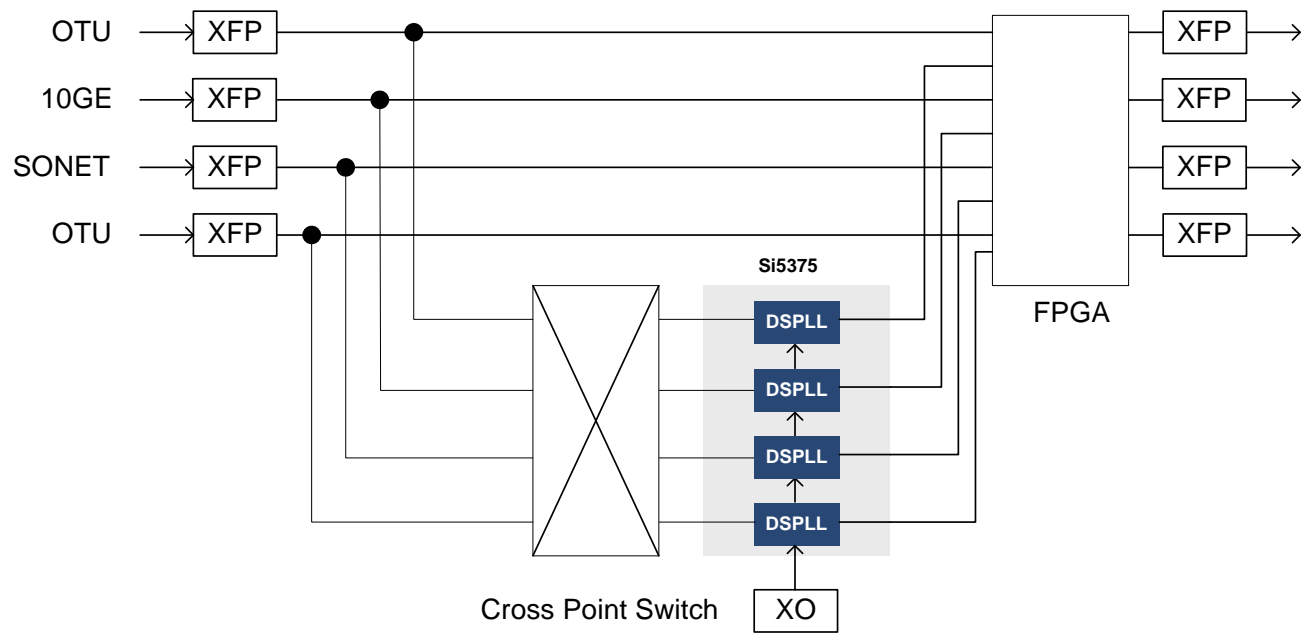 OTU XFP XFP
10GE XFP XFP
SONET XFP XFP
OTU XFP XFP
Si5375
FPGA
DSPLL
DSPLL
DSPLL
DSPLL
Cross Point Switch XO